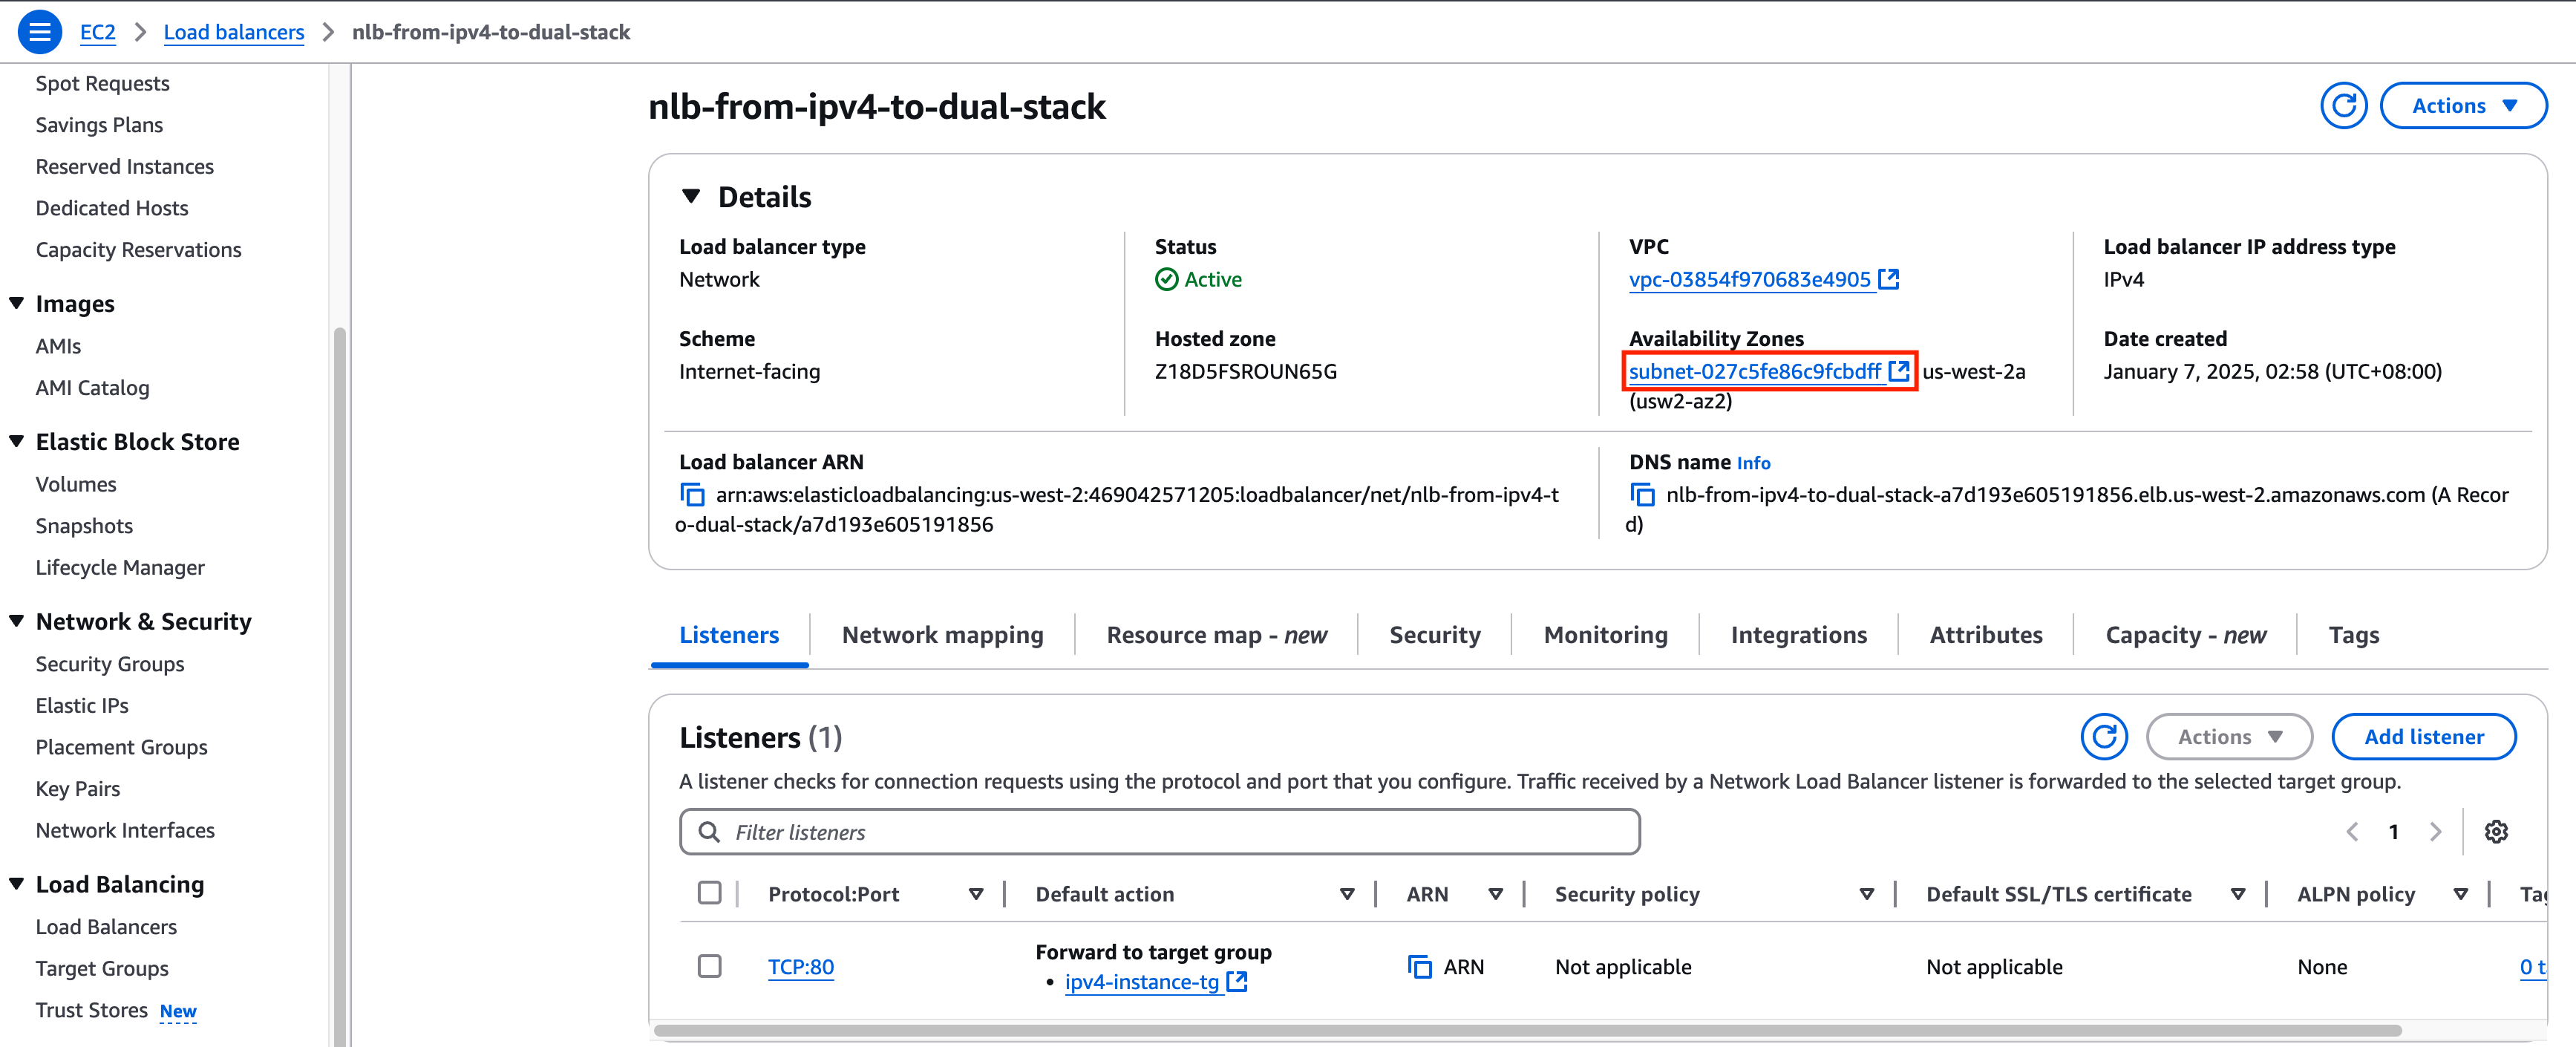 EC2 > Load balancers > nlb-from-ipv4-to-dual-stack
Spot Requests
Savings Plans
Reserved Instances
Dedicated Hosts
Capacity Reservations
Images
AMIs
AMI Catalog
Elastic Block Store
Volumes
Snapshots
Lifecycle Manager
Network & Security
Security Groups
Elastic IPs
Placement Groups
Key Pairs
Network Interfaces
Load Balancing
Load Balancers
Target Groups
Trust Stores New
nlb-from-ipv4-to-dual-stack
Actions
Details
Load balancer type
Network
Status
Active
VPC
vpc-03854f970683e4905
Load balancer IP address type
IPv4
Scheme
Internet-facing
Hosted zone
Z18D5FSROUN65G
Availability Zones
subnet-027c5fe86c9fcbdff us-west-2a
(usw2-az2)
Date created
January 7, 2025, 02:58 (UTC+08:00)
Load balancer ARN
arn:aws:elasticloadbalancing:us-west-2:469042571205:loadbalancer/net/nlb-from-ipv4-t
o-dual-stack/a7d193e605191856
DNS name Info
nlb-from-ipv4-to-dual-stack-a7d193e605191856.elb.us-west-2.amazonaws.com (A Recor
d)
Listeners Network mapping Resource map - new Security Monitoring Integrations Attributes Capacity - new Tags
Listeners (1)
Actions
Add listener
A listener checks for connection requests using the protocol and port that you configure. Traffic received by a Network Load Balancer listener is forwarded to the selected target group.
Filter listeners
1
Protocol:Port Default action ARN Security policy Default SSL/TLS certificate ALPN policy
TCP:80
Forward to target group
• ipv4-instance-tg
ARN
Not applicable
Not applicable
None
0 t